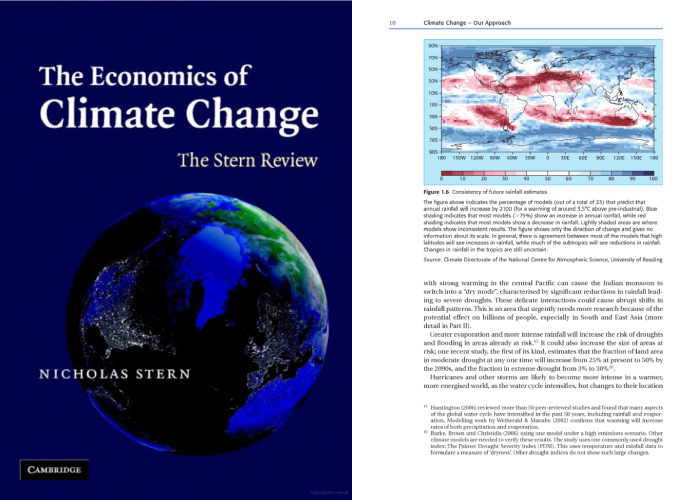 The Economics of
Climate Change
The Stern Review
NICHOLAS STERN
CAMBRIDGE
18 Climate Change – Our Approach
90N
70N
50N
30N
10N
10S
30S
50S
70S
90S
180 150W 120W 90W 60W 30W 0 30E 60E 90E 120E 150E 180
0 10 20 30 40 50 60 70 80 90 100
Figure 1.6 Consistency of future rainfall estimates
The figure above indicates the percentage of models (out of a total of 23) that predict that
annual rainfall will increase by 2100 (for a warming of around 3.5°C above pre-industrial). Blue
shading indicates that most models (>75%) show an increase in annual rainfall, while red
shading indicates that most models show a decrease in rainfall. Lightly shaded areas are where
models show inconsistent results. The figure shows only the direction of change and gives no
information about its scale. In general, there is agreement between most of the models that high
latitudes will see increases in rainfall, while much of the subtropics will see reductions in rainfall.
Changes in rainfall in the tropics are still uncertain.
Source: Climate Directorate of the National Centre for Atmospheric Science, University of Reading
with strong warming in the central Pacific can cause the Indian monsoon to
switch into a "dry mode", characterised by significant reductions in rainfall lead-
ing to severe droughts. These delicate interactions could cause abrupt shifts in
rainfall patterns. This is an area that urgently needs more research because of the
potential effect on billions of people, especially in South and East Asia (more
detail in Part II).
Greater evaporation and more intense rainfall will increase the risk of droughts
and flooding in areas already at risk. It could also increase the size of areas at
risk; one recent study, the first of its kind, estimates that the fraction of land area
in moderate drought at any one time will increase from 25% at present to 50% by
the 2090s, and the fraction in extreme drought from 3% to 30%.
Hurricanes and other storms are likely to become more intense in a warmer,
more energised world, as the water cycle intensifies, but changes to their location
Huntington (2006) reviewed more than 50 peer-reviewed studies and found that many aspects
of the global water cycle have intensified in the past 50 years, including rainfall and evapor-
ation. Modelling work by Wetherald & Manabe (2002) confirms that warming will increase
rates of both precipitation and evaporation.
Burke, Brown and Christidis (2006) using one model under a high emissions scenario. Other
climate models are needed to verify these results. The study uses one commonly used drought
index: The Palmer Drought Severity Index (PDSI). This uses temperature and rainfall data to
formulate a measure of 'dryness'. Other drought indices do not show such large changes.